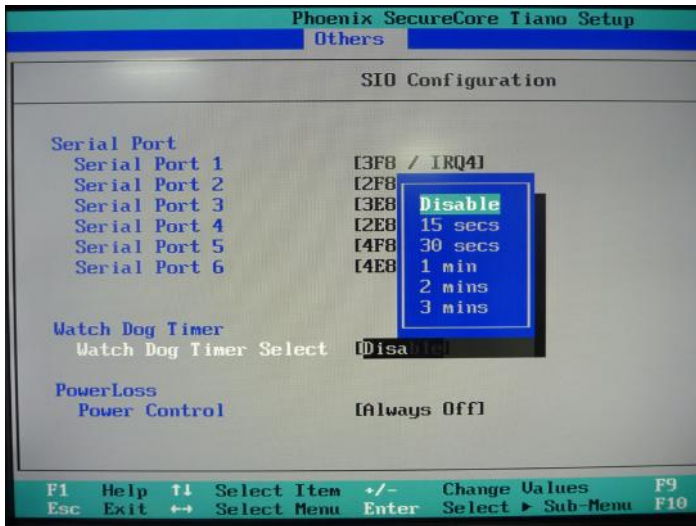 Phoenix SecureCore Tiano Setup
Others
SIO Configuration
Serial Port
Serial Port 1 [3F8 / IRQ4]
Serial Port 2 [2F8
Serial Port 3 [3E8
Serial Port 4 [2E8
Serial Port 5 [4F8
Serial Port 6 [4E8
Disable
15 secs
30 secs
1 min
2 mins
3 mins
Watch Dog Timer
Watch Dog Timer Select [Disable]
PowerLoss
Power Control [Always Off]
F1 Help ↑↓ Select Item +/- Change Values F9
Esc Exit ↔ Select Menu Enter Select ► Sub-Menu F10